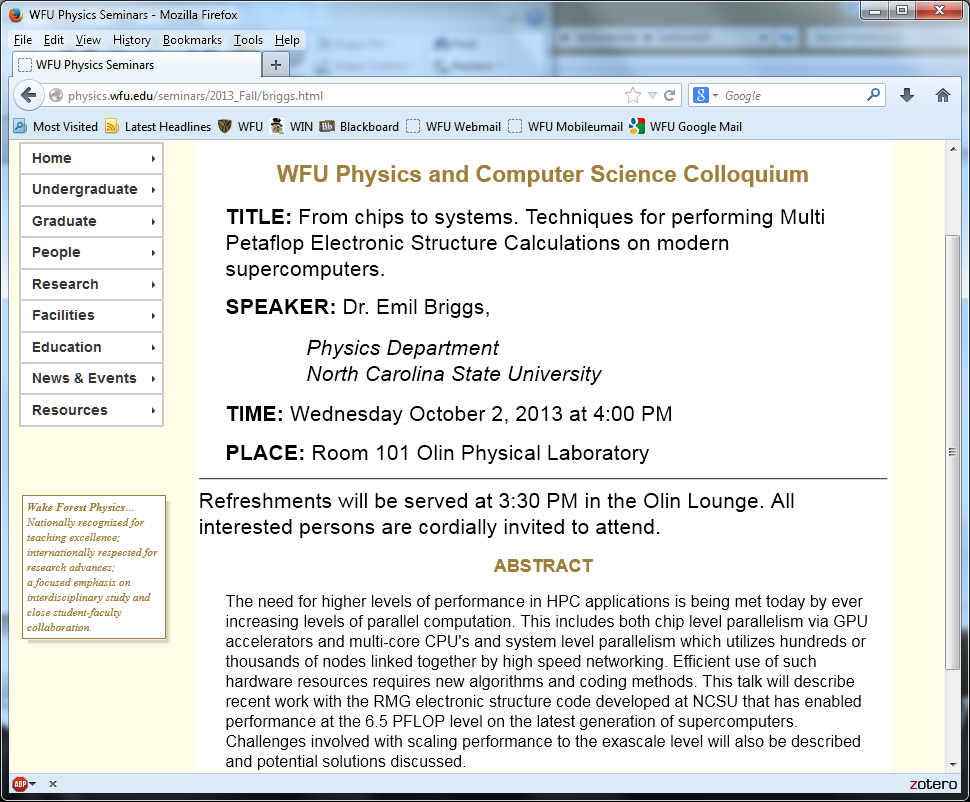 WFU Physics Seminars - Mozilla Firefox
File Edit View History Bookmarks Tools Help
WFU Physics Seminars
physics.wfu.edu/seminars/2013_Fall/briggs.html
Google
Most Visited Latest Headlines WFU WIN Bb Blackboard WFU Webmail WFU Mobileumail WFU Google Mail
Home
Undergraduate
Graduate
People
Research
Facilities
Education
News & Events
Resources
Wake Forest Physics...
Nationally recognized for
teaching excellence;
internationally respected for
research advances;
a focused emphasis on
interdisciplinary study and
close student-faculty
collaboration.
WFU Physics and Computer Science Colloquium
TITLE: From chips to systems. Techniques for performing Multi
Petaflop Electronic Structure Calculations on modern
supercomputers.
SPEAKER: Dr. Emil Briggs,
Physics Department
North Carolina State University
TIME: Wednesday October 2, 2013 at 4:00 PM
PLACE: Room 101 Olin Physical Laboratory
Refreshments will be served at 3:30 PM in the Olin Lounge. All
interested persons are cordially invited to attend.
ABSTRACT
The need for higher levels of performance in HPC applications is being met today by ever
increasing levels of parallel computation. This includes both chip level parallelism via GPU
accelerators and multi-core CPU's and system level parallelism which utilizes hundreds or
thousands of nodes linked together by high speed networking. Efficient use of such
hardware resources requires new algorithms and coding methods. This talk will describe
recent work with the RMG electronic structure code developed at NCSU that has enabled
performance at the 6.5 PFLOP level on the latest generation of supercomputers.
Challenges involved with scaling performance to the exascale level will also be described
and potential solutions discussed.
ABP
zotero